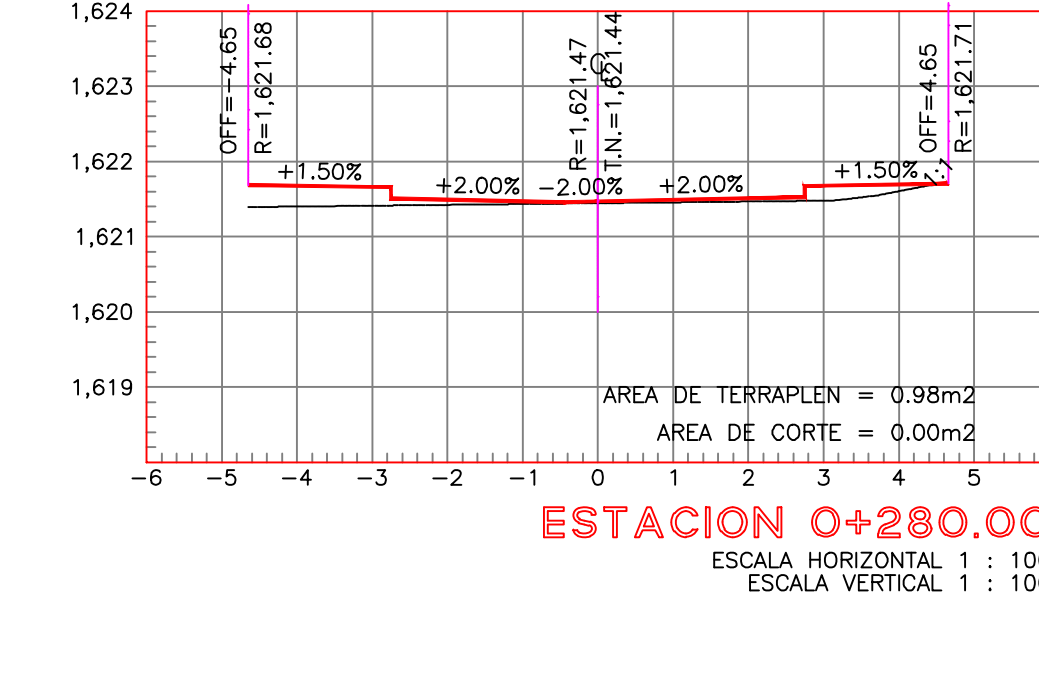 1,624
1,623
1,622
1,621
1,620
1,619
OFF=-4.65
R=1,621.68
R=1,621.47
T.N.=1,621.44
OFF=4.65
R=1,621.71
+1.50%
+2.00%
-2.00%
+2.00%
+1.50%
1:1
AREA DE TERRAPLEN = 0.98m2
AREA DE CORTE = 0.00m2
-6 -5 -4 -3 -2 -1 0 1 2 3 4 5
ESTACION 0+280.00
ESCALA HORIZONTAL 1 : 10
ESCALA VERTICAL 1 : 10